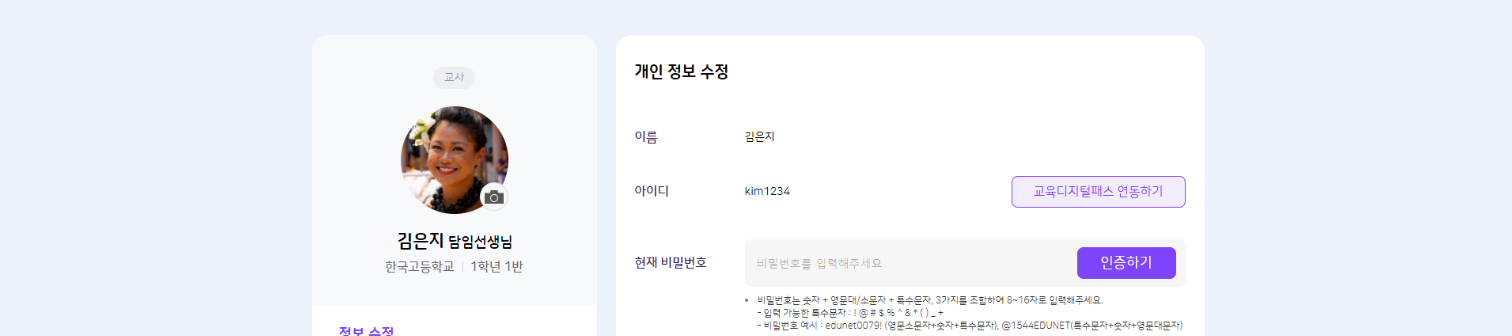 교사
김은지 담임선생님
한국고등학교 1학년 1반
정보 수정
개인 정보 수정
이름 김은지
아이디 kim1234 교육디지털패스 연동하기
현재 비밀번호 비밀번호를 입력해주세요 인증하기
• 비밀번호는 숫자 + 영문대/소문자 + 특수문자, 3가지를 조합하여 8~16자로 입력해주세요.
- 입력 가능한 특수문자 : ! @ # $ % ^ & * ( ) _ +
- 비밀번호 예시 : edunet0079! (영문소문자+숫자+특수문자), @1544EDUNET(특수문자+숫자+영문대문자)